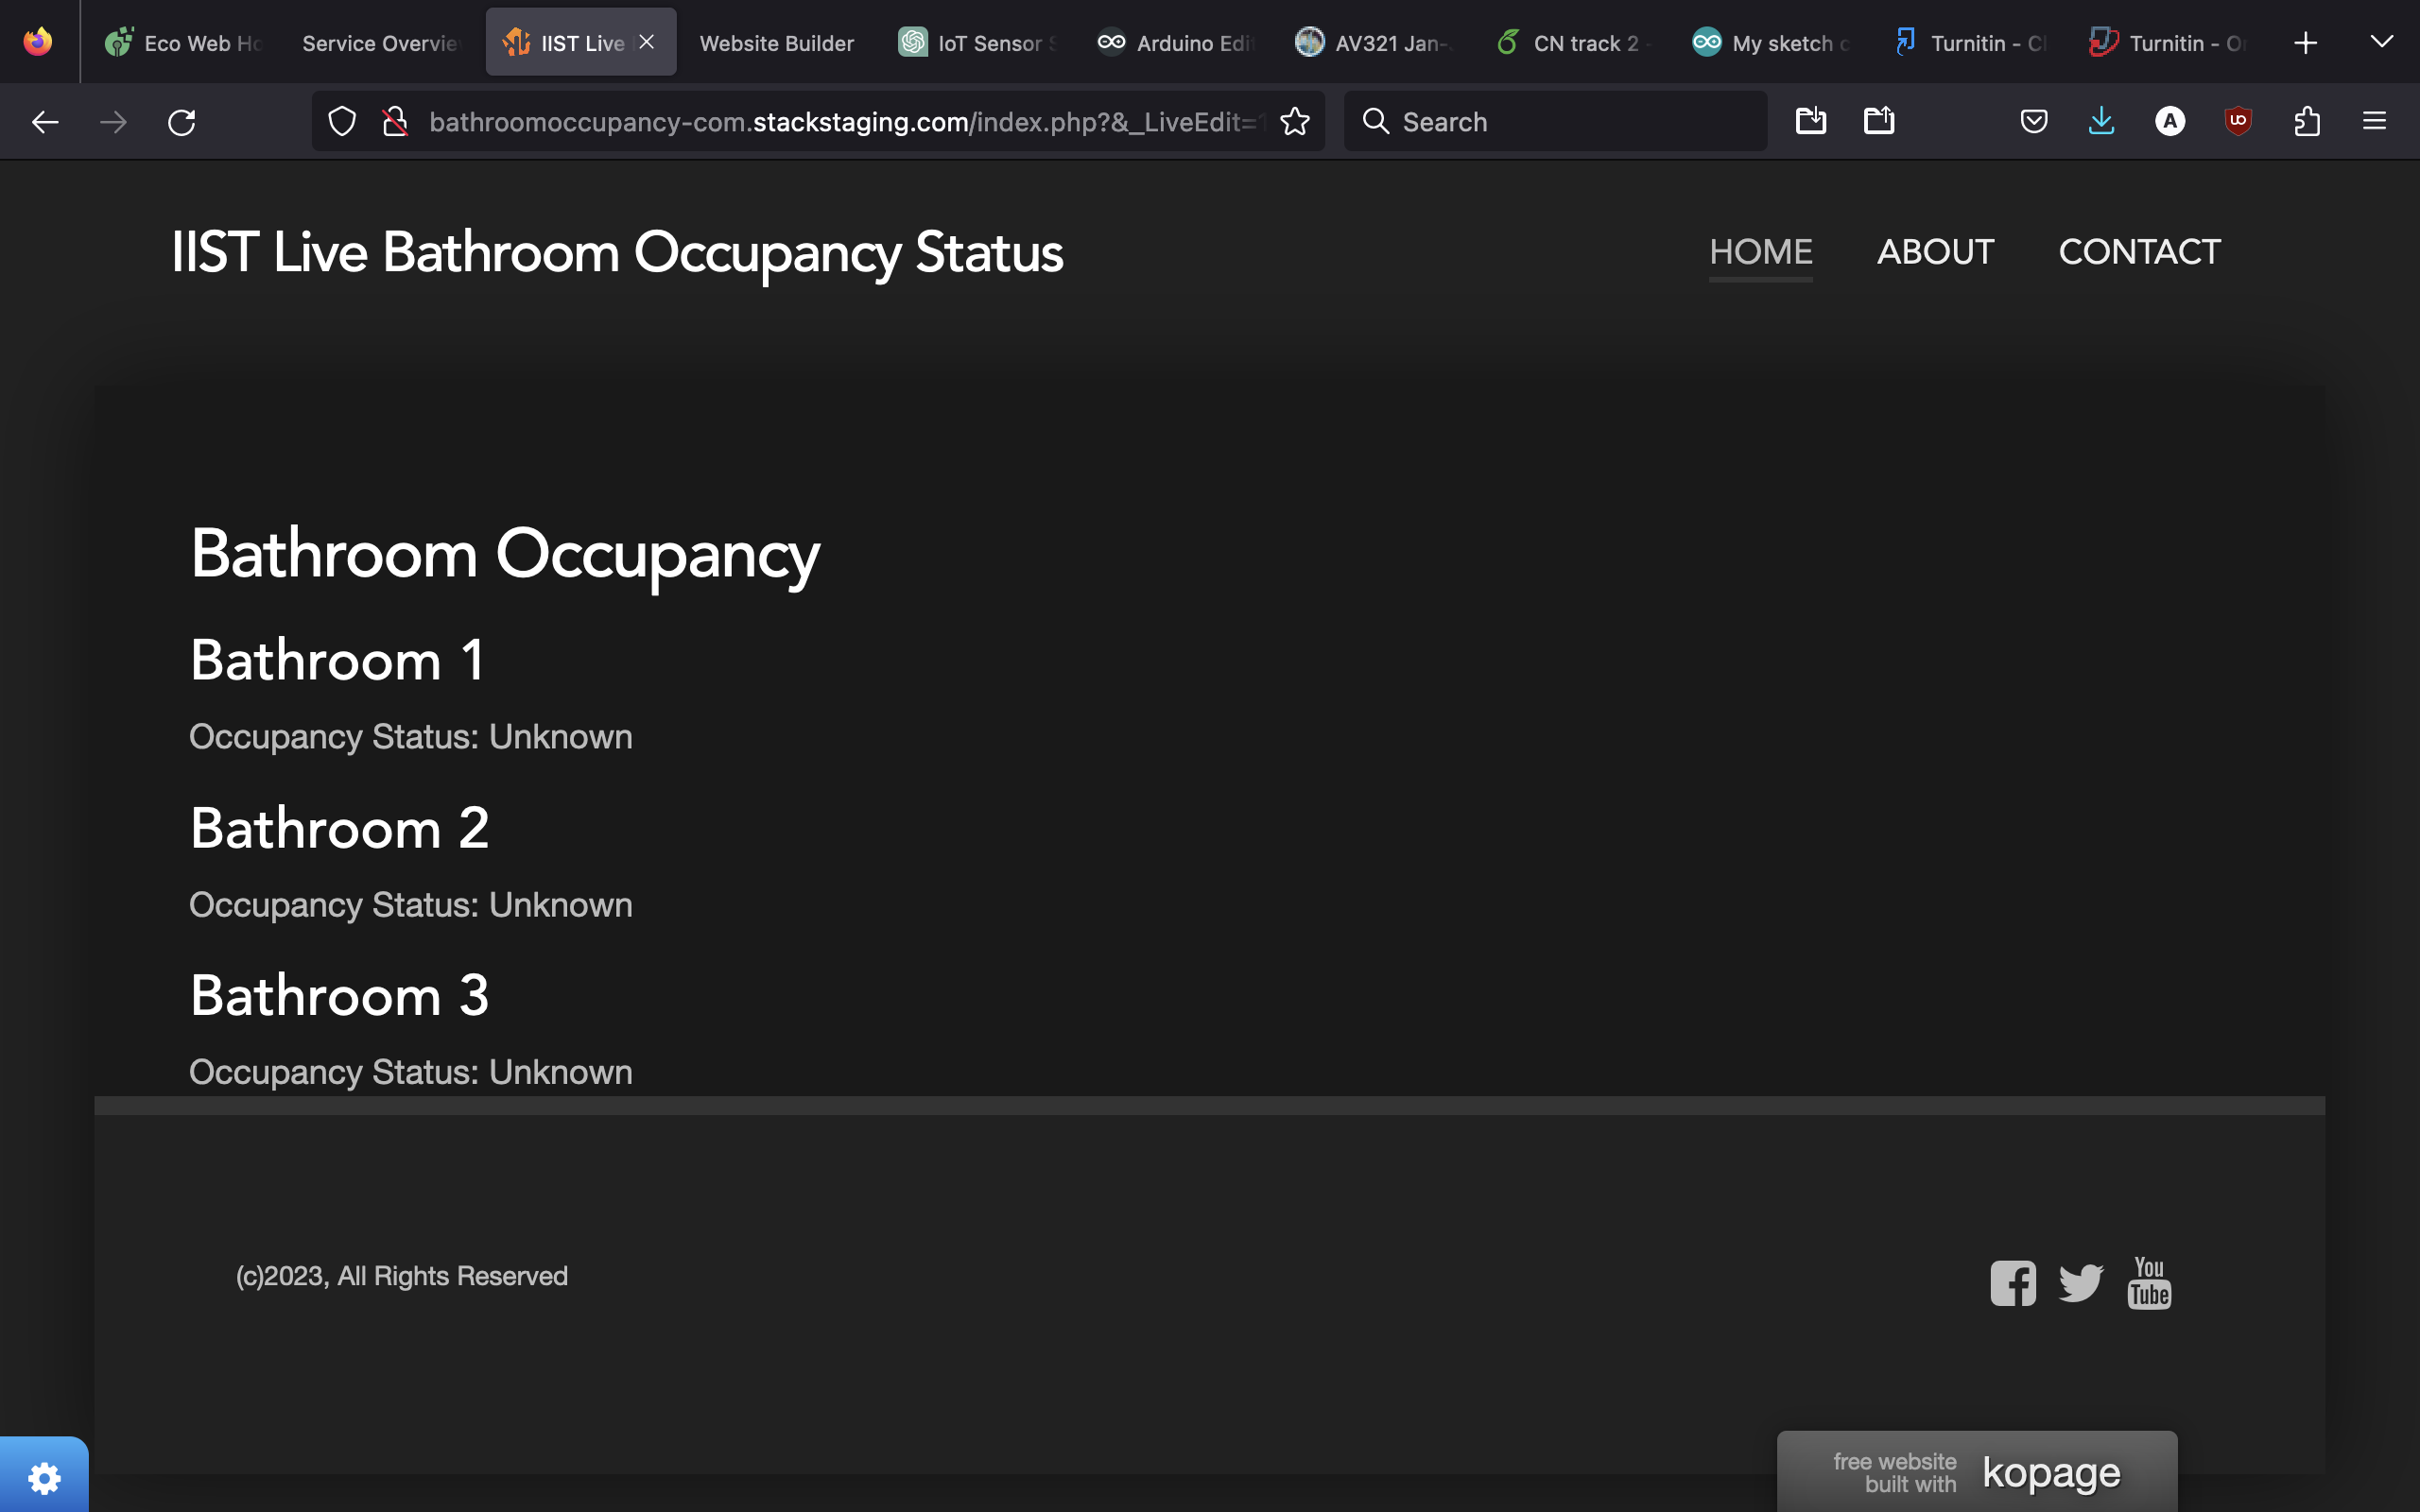 Eco Web Ho
Service Overvie
IIST Live
Website Builder
IoT Sensor S
Arduino Edi
AV321 Jan-
CN track 2 -
My sketch c
Turnitin - Cl
Turnitin - Or
bathroomoccupancy-com.stackstaging.com/index.php?&_LiveEdit=1
Search
A
UD
IIST Live Bathroom Occupancy Status
HOME
ABOUT
CONTACT
Bathroom Occupancy
Bathroom 1
Occupancy Status: Unknown
Bathroom 2
Occupancy Status: Unknown
Bathroom 3
Occupancy Status: Unknown
(c)2023, All Rights Reserved
You
Tube
free website
built with
kopage